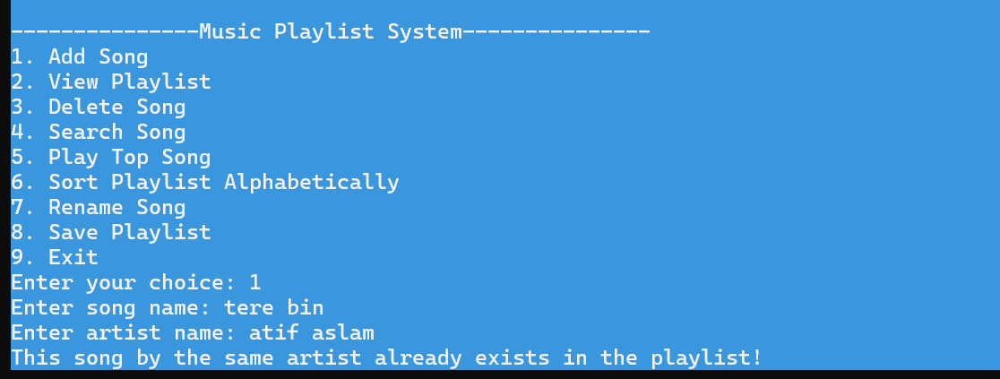 ---------------Music Playlist System---------------
1. Add Song
2. View Playlist
3. Delete Song
4. Search Song
5. Play Top Song
6. Sort Playlist Alphabetically
7. Rename Song
8. Save Playlist
9. Exit
Enter your choice: 1
Enter song name: tere bin
Enter artist name: atif aslam
This song by the same artist already exists in the playlist!